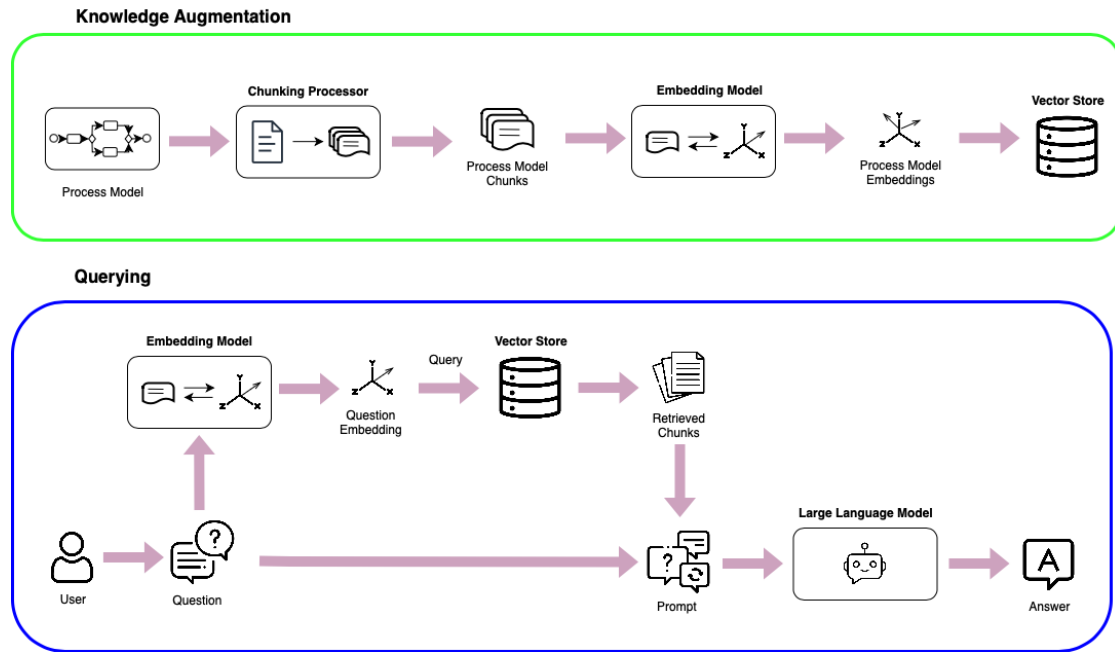 Knowledge Augmentation
Chunking Processor
Embedding Model
Vector Store
Y
Z
X
Y
Z
X
Process Model
Process Model
Chunks
Process Model
Embeddings
Querying
Embedding Model
Vector Store
Query
Y
Z
X
Y
Z
X
Question
Embedding
Retrieved
Chunks
Large Language Model
?
?
A
User
Question
Prompt
Answer